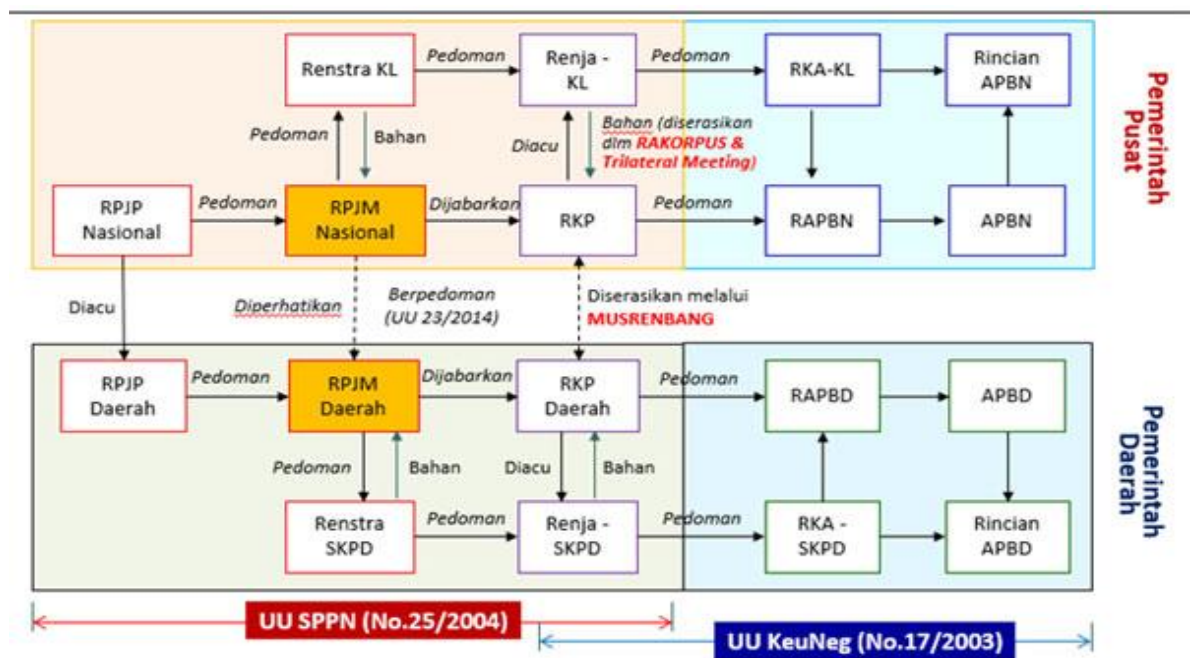 Pedoman
Pedoman
Renstra KL
Renja -
KL
RKA-KL
Rincian
APBN
Pedoman
Bahan
Diacu
Bahan (diserasikan
dlm RAKORPUS &
Trilateral Meeting)
Pemerintah
Pusat
RPJP
Nasional
Pedoman
RPJM
Nasional
Dijabarkan
RKP
Pedoman
RAPBN
APBN
Diacu
Diperhatikan
Berpedoman
(UU 23/2014)
Diserasikan melalui
MUSRENBANG
RPJP
Daerah
Pedoman
RPJM
Daerah
Dijabarkan
RKP
Daerah
Pedoman
RAPBD
APBD
Pemerintah
Daerah
Pedoman
Bahan
Diacu
Bahan
Renstra
SKPD
Pedoman
Renja -
SKPD
Pedoman
RKA -
SKPD
Rincian
APBD
UU SPPN (No.25/2004)
UU KeuNeg (No.17/2003)